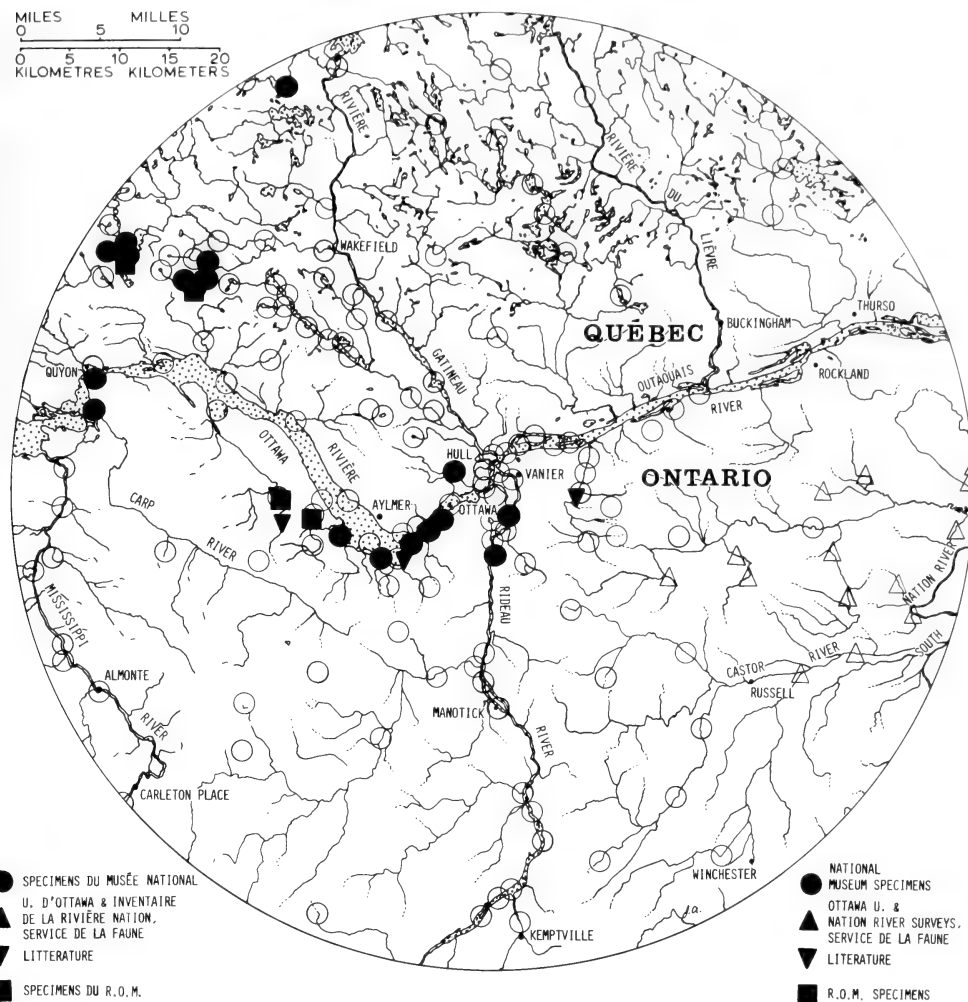 MILES MILLES
0 5 10
0 5 10 15 20
KILOMETRES KILOMETERS
RIVIÈRE
RIVIÈRE
DU
LIÈVRE
WAKEFIELD
THURSO
BUCKINGHAM
QUÉBEC
GATINEAU
QUYON
ROCKLAND
OUTAOUAIS
RIVER
OTTAWA
RIVIÈRE
HULL
VANIER
ONTARIO
CARP
RIVER
AYLMER
OTTAWA
NATION RIVER
MISSISSIPPI
RIDEAU
SOUTH
CASTOR
RIVER
RUSSELL
ALMONTE
MANOTICK
RIVER
RIVER
CARLETON PLACE
WINCHESTER
j.a.
KEMPTVILLE
SPECIMENS DU MUSÉE NATIONAL
U. D'OTTAWA & INVENTAIRE
DE LA RIVIÈRE NATION,
SERVICE DE LA FAUNE
LITTERATURE
SPECIMENS DU R.O.M.
NATIONAL
MUSEUM SPECIMENS
OTTAWA U. &
NATION RIVER SURVEYS,
SERVICE DE LA FAUNE
LITERATURE
R.O.M. SPECIMENS